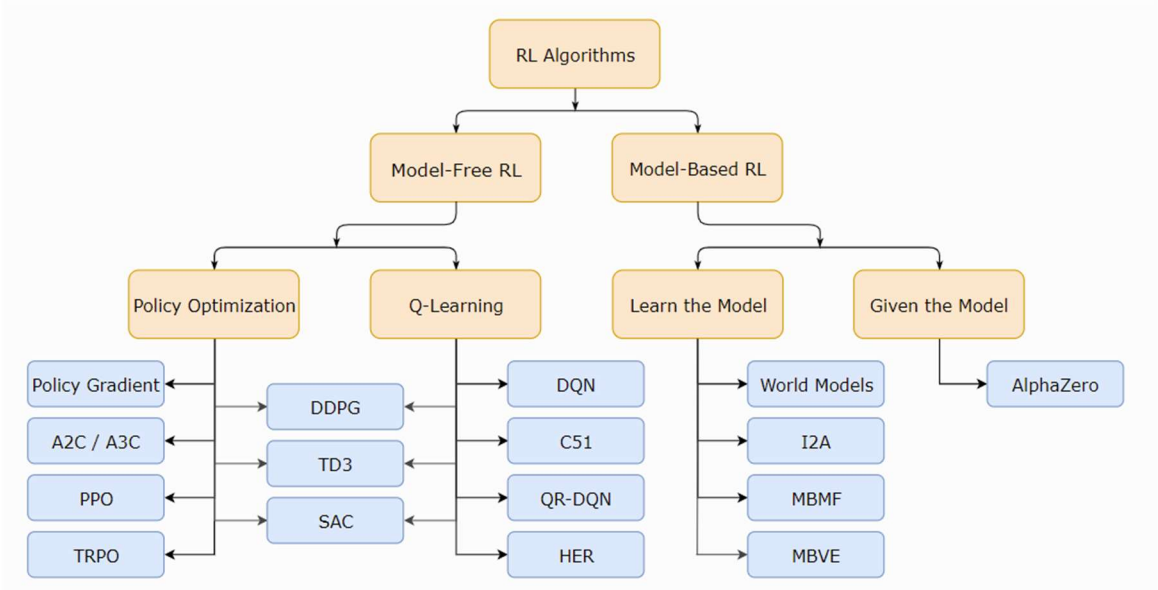 RL Algorithms
Model-Free RL
Model-Based RL
Policy Optimization
Q-Learning
Learn the Model
Given the Model
Policy Gradient
A2C / A3C
PPO
TRPO
DDPG
TD3
SAC
DQN
C51
QR-DQN
HER
World Models
I2A
MBMF
MBVE
AlphaZero